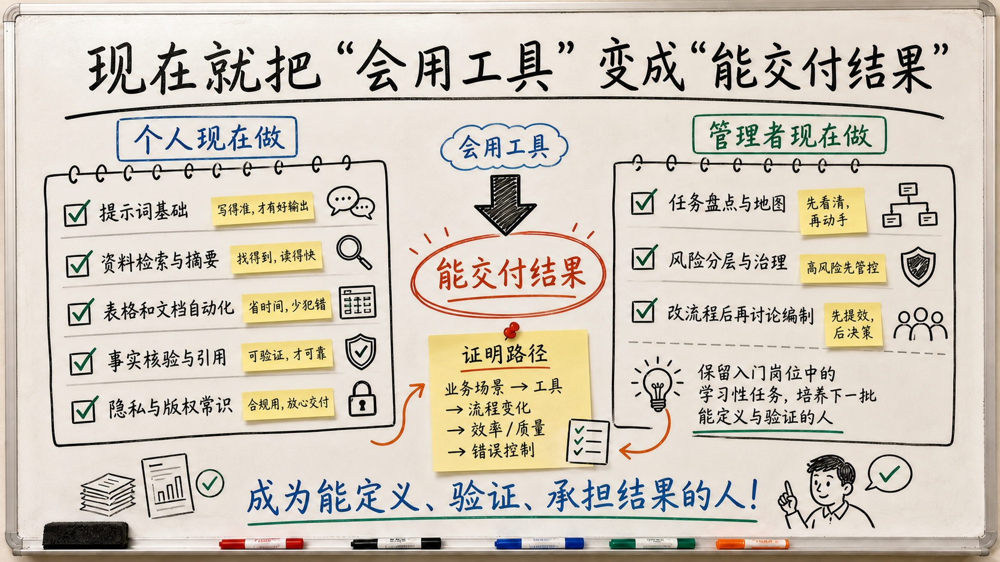 现在就把“会用工具”变成“能交付结果”
个人现在做
提示词基础
写得准,才有好输出
资料检索与摘要
找得到,读得快
表格和文档自动化
省时间,少犯错
事实核验与引用
可验证,才可靠
隐私与版权常识
合规用,放心交付
会用工具
能交付结果
证明路径
业务场景→工具
→流程变化
→效率/质量
→错误控制
管理者现在做
任务盘点与地图
先看清,
再动手
风险分层与治理
高风险先管控
改流程后再讨论编制
先提效,
后决策
保留入门岗位中的
学习性任务,培养下一批
能定义与验证的人
成为能定义、验证、承担结果的人!